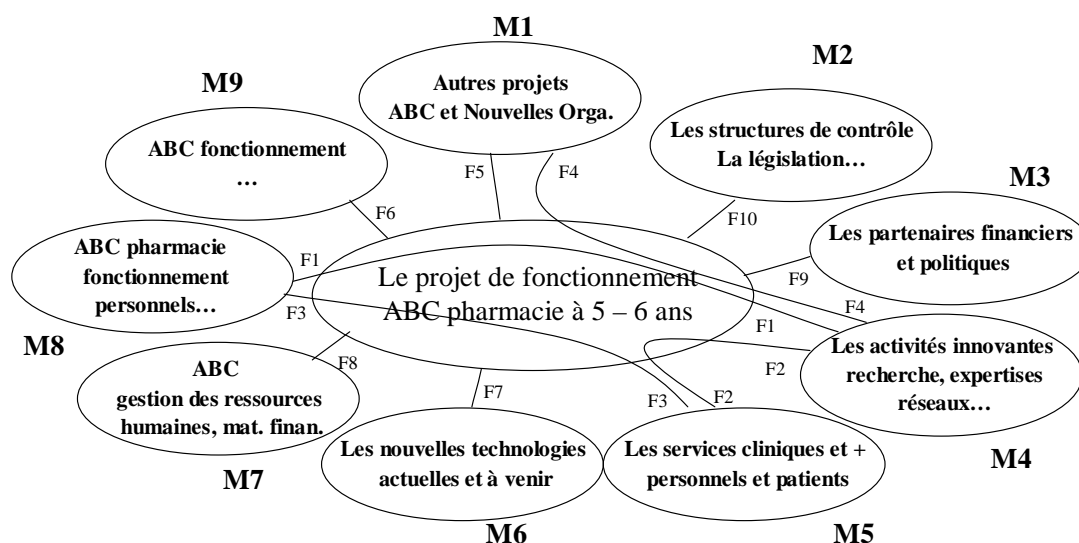 M1
Autres projets
ABC et Nouvelles Orga.
M2
Les structures de contrôle
La législation…
M9
ABC fonctionnement
…
F5
F4
F6
F10
M3
Les partenaires financiers
et politiques
F9
ABC pharmacie
fonctionnement
personnels…
M8
F1
F3
Le projet de fonctionnement
ABC pharmacie à 5 – 6 ans
F4
F1
F2
Les activités innovantes
recherche, expertises
réseaux…
M4
F8
ABC
gestion des ressources
humaines, mat. finan.
M7
F7
F3
F2
Les nouvelles technologies
actuelles et à venir
M6
Les services cliniques et +
personnels et patients
M5